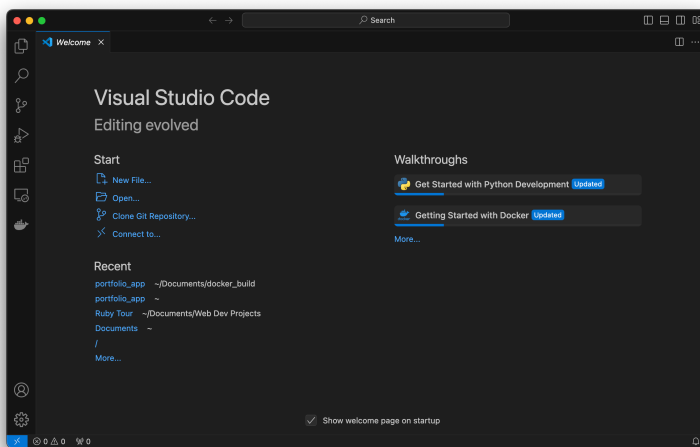 Search
Welcome
Visual Studio Code
Editing evolved
Start
New File...
Open...
Clone Git Repository...
Connect to...
Recent
portfolio_app ~/Documents/docker_build
portfolio_app ~
Ruby Tour ~/Documents/Web Dev Projects
Documents ~
/
More...
Walkthroughs
Get Started with Python Development Updated
Getting Started with Docker Updated
More...
Show welcome page on startup
0 0 0